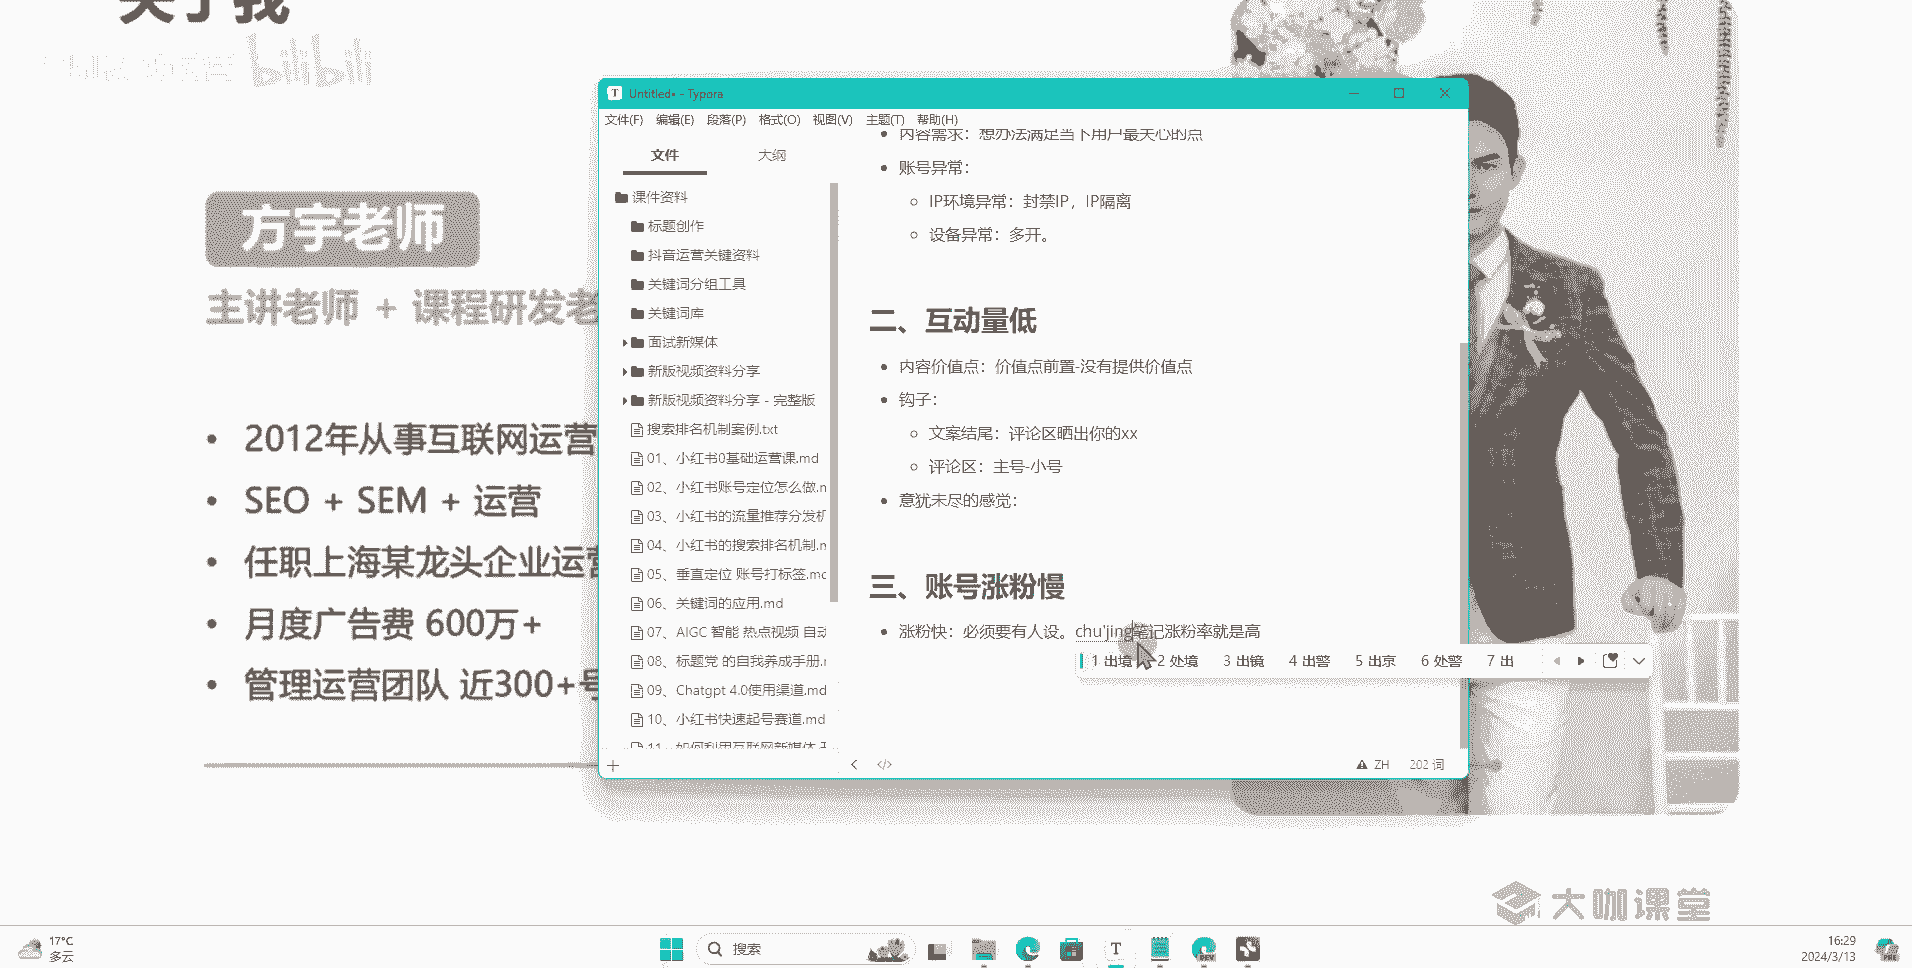 关于我
bilibili
方宇老师
主讲老师 + 课程研发老
• 2012年从事互联网运营
• SEO + SEM + 运营
• 任职上海某龙头企业运营
• 月度广告费 600万+
• 管理运营团队 近300+号
Untitled• - Typora
文件(F) 编辑(E) 段落(P) 格式(O) 视图(V) 主题(T) 帮助(H)
文件 大纲
课件资料
标题创作
抖音运营关键资料
关键词分组工具
关键词库
面试新媒体
新版视频资料分享
新版视频资料分享 - 完整版
搜索排名机制案例.txt
01、小红书0基础运营课.md
02、小红书账号定位怎么做.m
03、小红书的流量推荐分发机
04、小红书的搜索排名机制.m
05、垂直定位 账号打标签.md
06、关键词的应用.md
07、AIGC 智能 热点视频 自动
08、标题党 的自我养成手册.m
09、Chatgpt 4.0使用渠道.md
10、小红书快速起号赛道.md
11、如何利用互联网新媒体
• 内容需求：想办法满足当下用户最关心的点
• 账号异常：
○ IP环境异常：封禁IP，IP隔离
○ 设备异常：多开。
二、互动量低
• 内容价值点：价值点前置-没有提供价值点
• 钩子：
○ 文案结尾：评论区晒出你的xx
○ 评论区：主号-小号
• 意犹未尽的感觉：
三、账号涨粉慢
• 涨粉快：必须要有人设。chu'jing笔记涨粉率就是高
1 出境 2 处境 3 出镜 4 出警 5 出京 6 处警 7 出
ZH 202 词
大咖课堂
17°C
多云
搜索
T
DEV
16:29
2024/3/13
PRE